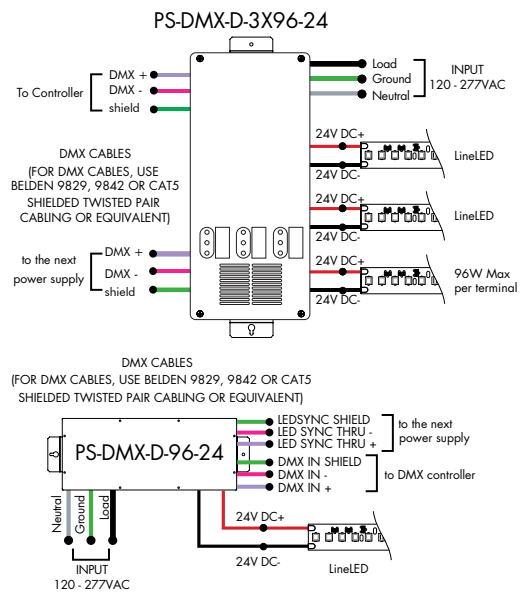 PS-DMX-D-3X96-24
DMX +
DMX -
shield
To Controller
Load
Ground
Neutral
INPUT
120 - 277VAC
DMX CABLES
(FOR DMX CABLES, USE
BELDEN 9829, 9842 OR CAT5
SHIELDED TWISTED PAIR
CABLING OR EQUIVALENT)
24V DC+
24V DC-
LineLED
24V DC+
24V DC-
LineLED
to the next
power supply
DMX +
DMX -
shield
24V DC+
24V DC-
96W Max
per terminal
DMX CABLES
(FOR DMX CABLES, USE BELDEN 9829, 9842 OR CAT5
SHIELDED TWISTED PAIR CABLING OR EQUIVALENT)
PS-DMX-D-96-24
LEDSYNC SHIELD
LED SYNC THRU -
LED SYNC THRU +
to the next
power supply
DMX IN SHIELD
DMX IN -
DMX IN +
to DMX controller
Neutral
Ground
Load
INPUT
120 - 277VAC
24V DC+
24V DC-
LineLED